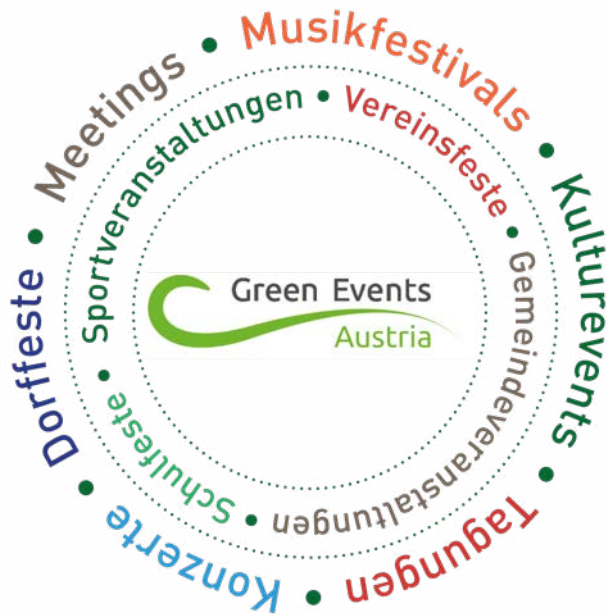 Musikfestivals • Kulturevents • Tagungen • Konzerte • Dorffeste • Meetings •
Vereinsfeste • Gemeindeveranstaltungen • Schulfeste • Sportveranstaltungen •
Green Events
Austria